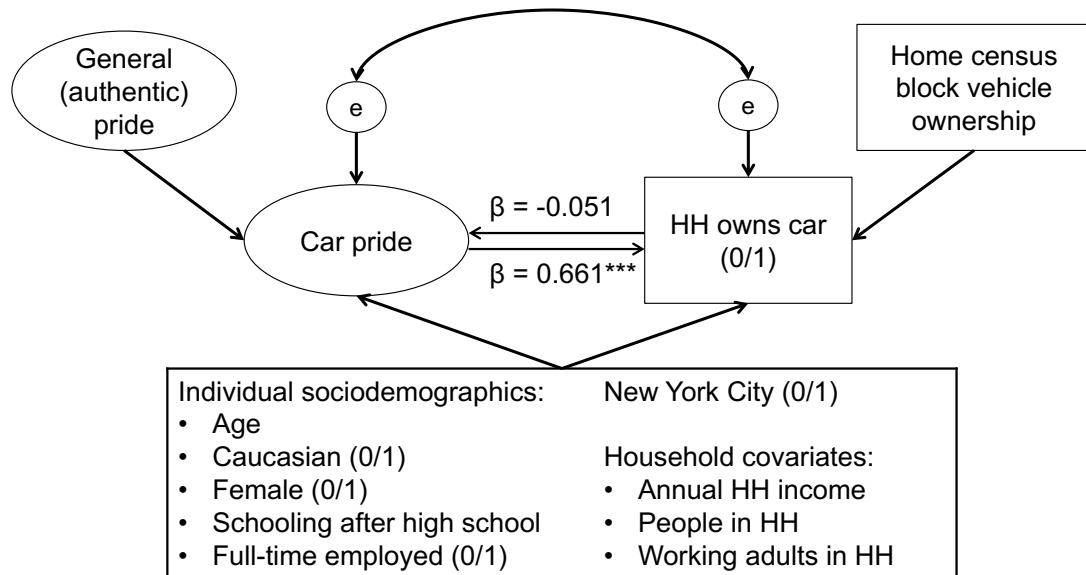 General
(authentic)
pride
e
e
Home census
block vehicle
ownership
Car pride
β = -0.051
β = 0.661***
HH owns car
(0/1)
Individual sociodemographics:
• Age
• Caucasian (0/1)
• Female (0/1)
• Schooling after high school
• Full-time employed (0/1)
New York City (0/1)
Household covariates:
• Annual HH income
• People in HH
• Working adults in HH